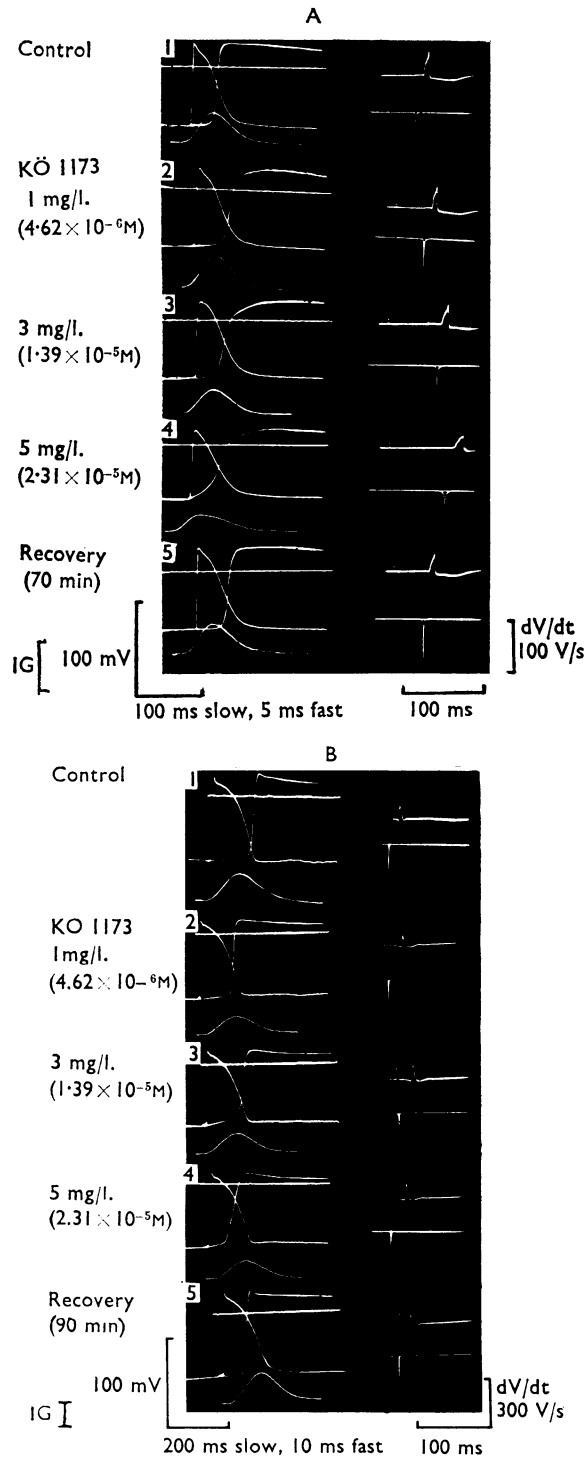 A
Control
1
KÖ 1173
1 mg/l.
(4·62 × 10⁻⁶M)
2
3 mg/l.
(1·39 × 10⁻⁵M)
3
5 mg/l.
(2·31 × 10⁻⁵M)
4
Recovery
(70 min)
5
1G
100 mV
dV/dt
100 V/s
100 ms slow, 5 ms fast
100 ms
B
Control
1
KO 1173
1mg/l.
(4.62 × 10–⁶M)
2
3 mg/l.
(1·39 × 10⁻⁵M)
3
5 mg/l.
(2.31 × 10⁻⁵M)
4
Recovery
(90 min)
5
100 mV
1G
dV/dt
300 V/s
200 ms slow, 10 ms fast
100 ms